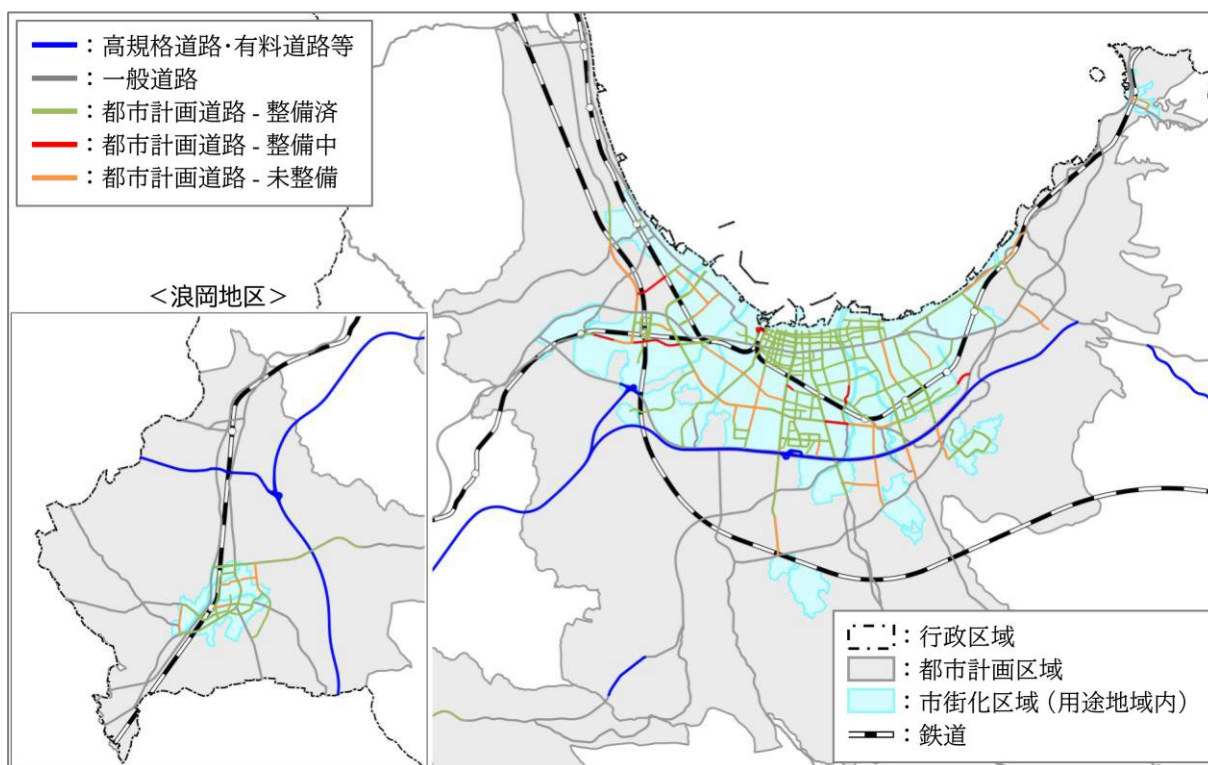 ：高規格道路・有料道路等
：一般道路
：都市計画道路 - 整備済
：都市計画道路 - 整備中
：都市計画道路 - 未整備
＜浪岡地区＞
：行政区域
：都市計画区域
：市街化区域（用途地域内）
：鉄道